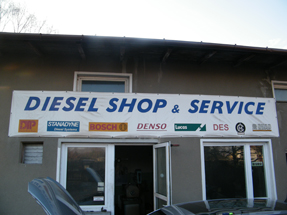 DIESEL SHOP & SERVICE
STANADYNE BOSCH DENSO Lucas DES